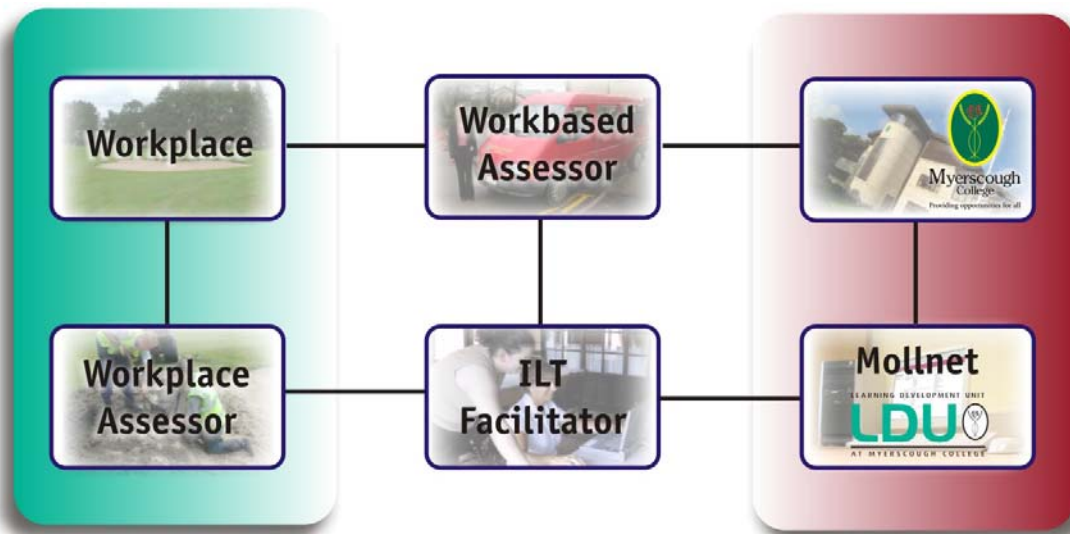 Workplace
Workbased
Assessor
Myerscough
College
Providing opportunities for all
Workplace
Assessor
ILT
Facilitator
Mollnet
LEARNING DEVELOPMENT UNIT
LDU
AT MYERSCOUGH COLLEGE